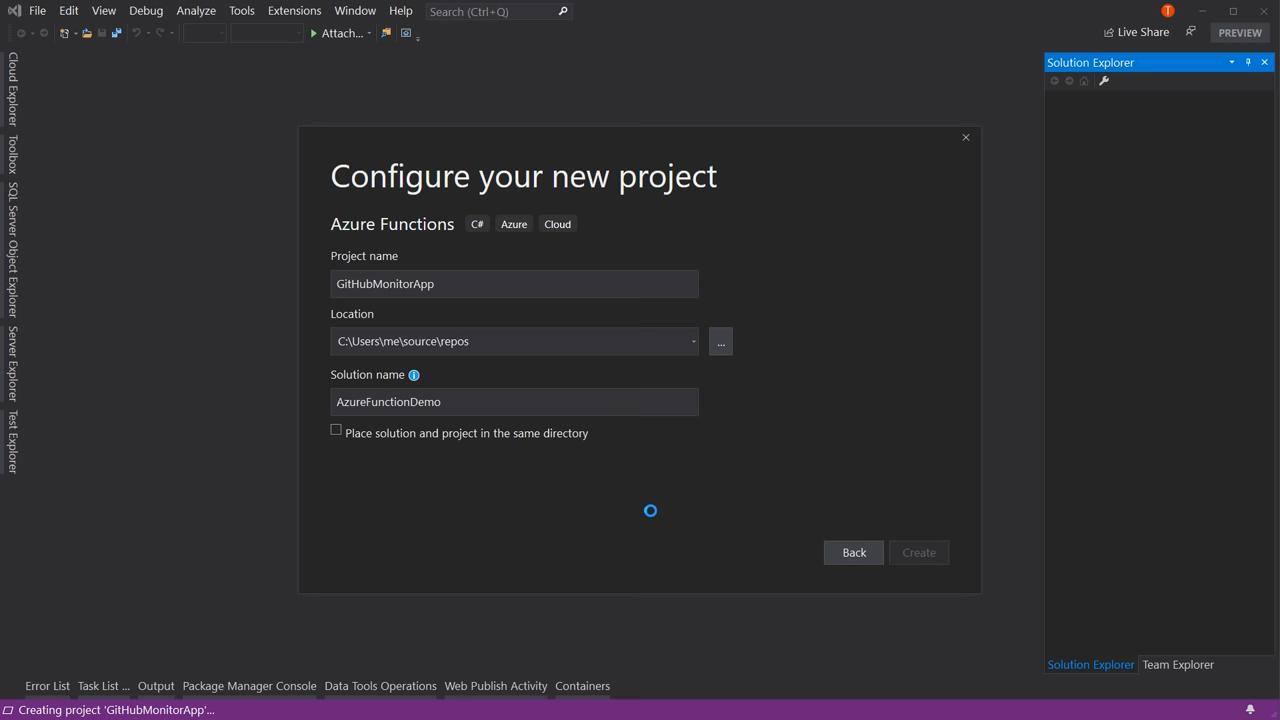 File Edit View Debug Analyze Tools Extensions Window Help Search (Ctrl+Q) T
Attach... Live Share PREVIEW
Cloud Explorer
Toolbox
SQL Server Object Explorer
Server Explorer
Test Explorer
Solution Explorer
Configure your new project
Azure Functions C# Azure Cloud
Project name
GitHubMonitorApp
Location
C:\Users\me\source\repos ...
Solution name
AzureFunctionDemo
Place solution and project in the same directory
Back Create
Solution Explorer Team Explorer
Error List Task List ... Output Package Manager Console Data Tools Operations Web Publish Activity Containers
Creating project 'GitHubMonitorApp'...